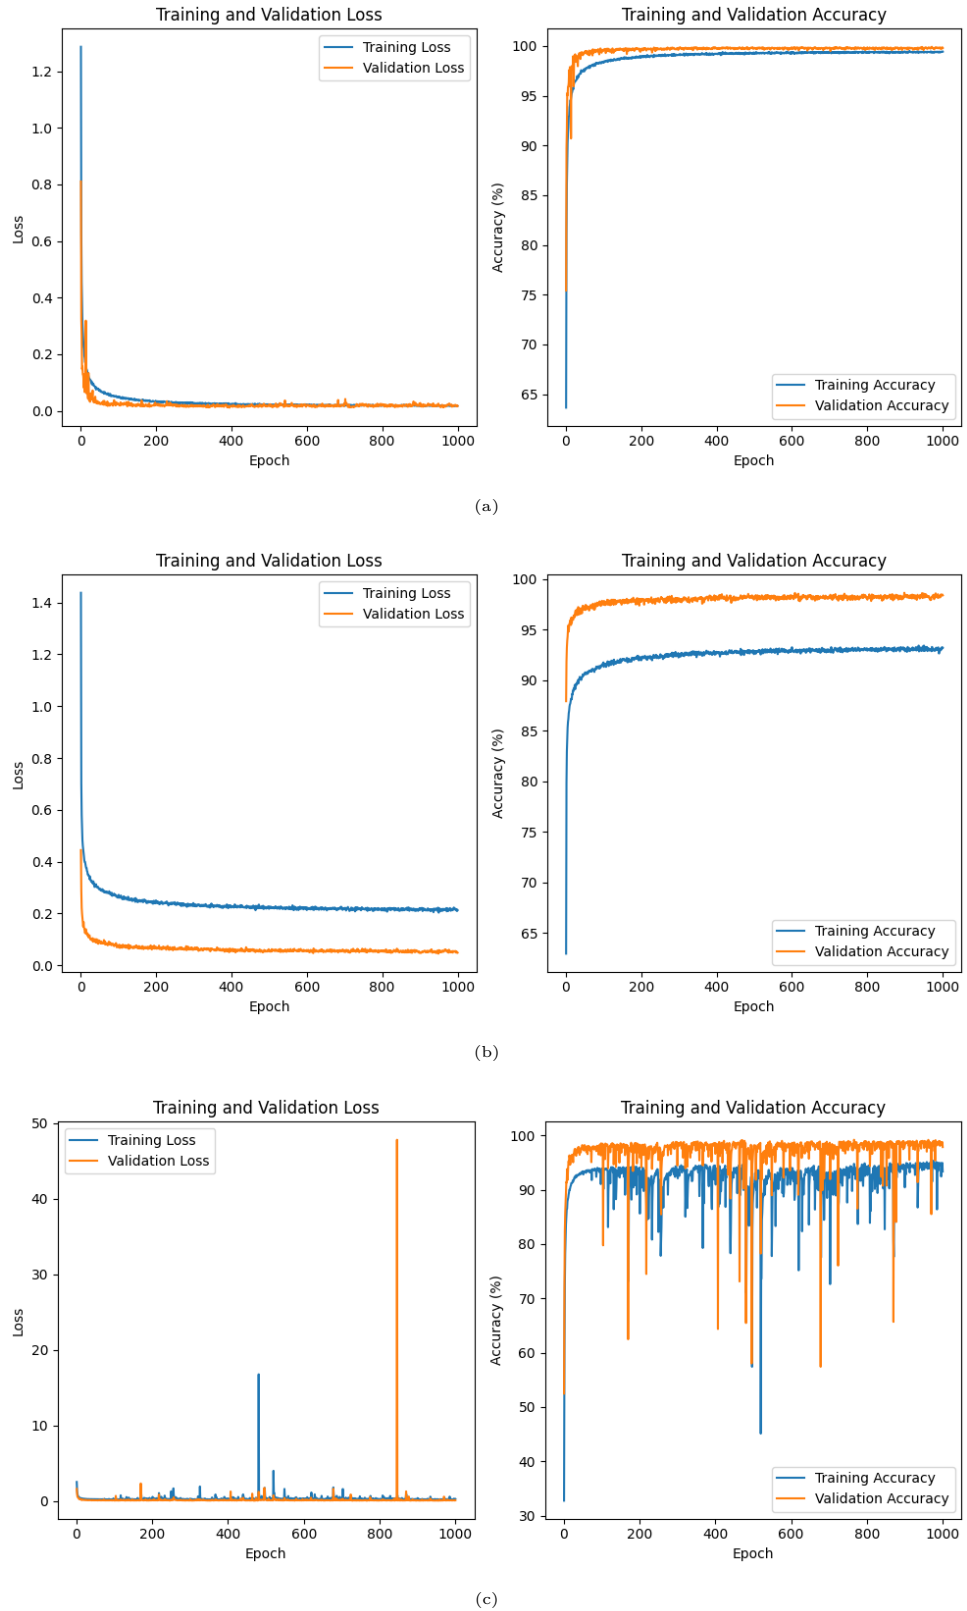 Training and Validation Loss
Training Loss
Validation Loss
1.2
1.0
0.8
0.6
0.4
0.2
0.0
Loss
0
200
400
600
800
1000
Epoch
Training and Validation Accuracy
100
95
90
85
80
75
70
65
Accuracy (%)
Training Accuracy
Validation Accuracy
0
200
400
600
800
1000
Epoch
(a)
Training and Validation Loss
Training Loss
Validation Loss
1.4
1.2
1.0
0.8
0.6
0.4
0.2
0.0
Loss
0
200
400
600
800
1000
Epoch
Training and Validation Accuracy
100
95
90
85
80
75
70
65
Accuracy (%)
Training Accuracy
Validation Accuracy
0
200
400
600
800
1000
Epoch
(b)
Training and Validation Loss
Training Loss
Validation Loss
50
40
30
20
10
0
Loss
0
200
400
600
800
1000
Epoch
Training and Validation Accuracy
100
90
80
70
60
50
40
30
Accuracy (%)
Training Accuracy
Validation Accuracy
0
200
400
600
800
1000
Epoch
(c)